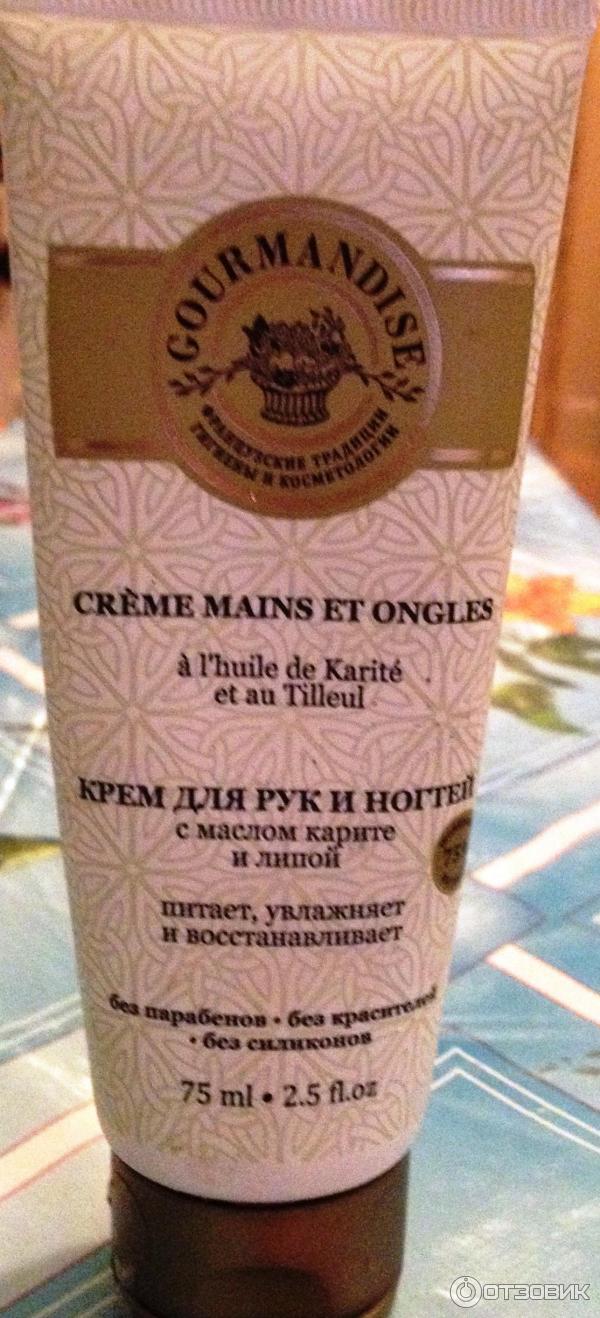 GOURMANDISE
ФРАНЦУЗСКИЕ ТРАДИЦИИ
ГИГИЕНЫ И КОСМЕТОЛОГИИ
CRÈME MAINS ET ONGLES
à l'huile de Karité
et au Tilleul
КРЕМ ДЛЯ РУК И НОГТЕЙ
с маслом карите
и липой
питает, увлажняет
и восстанавливает
без парабенов • без красителей
• без силиконов
75 ml • 2.5 fl.oz
ОТЗОВИК